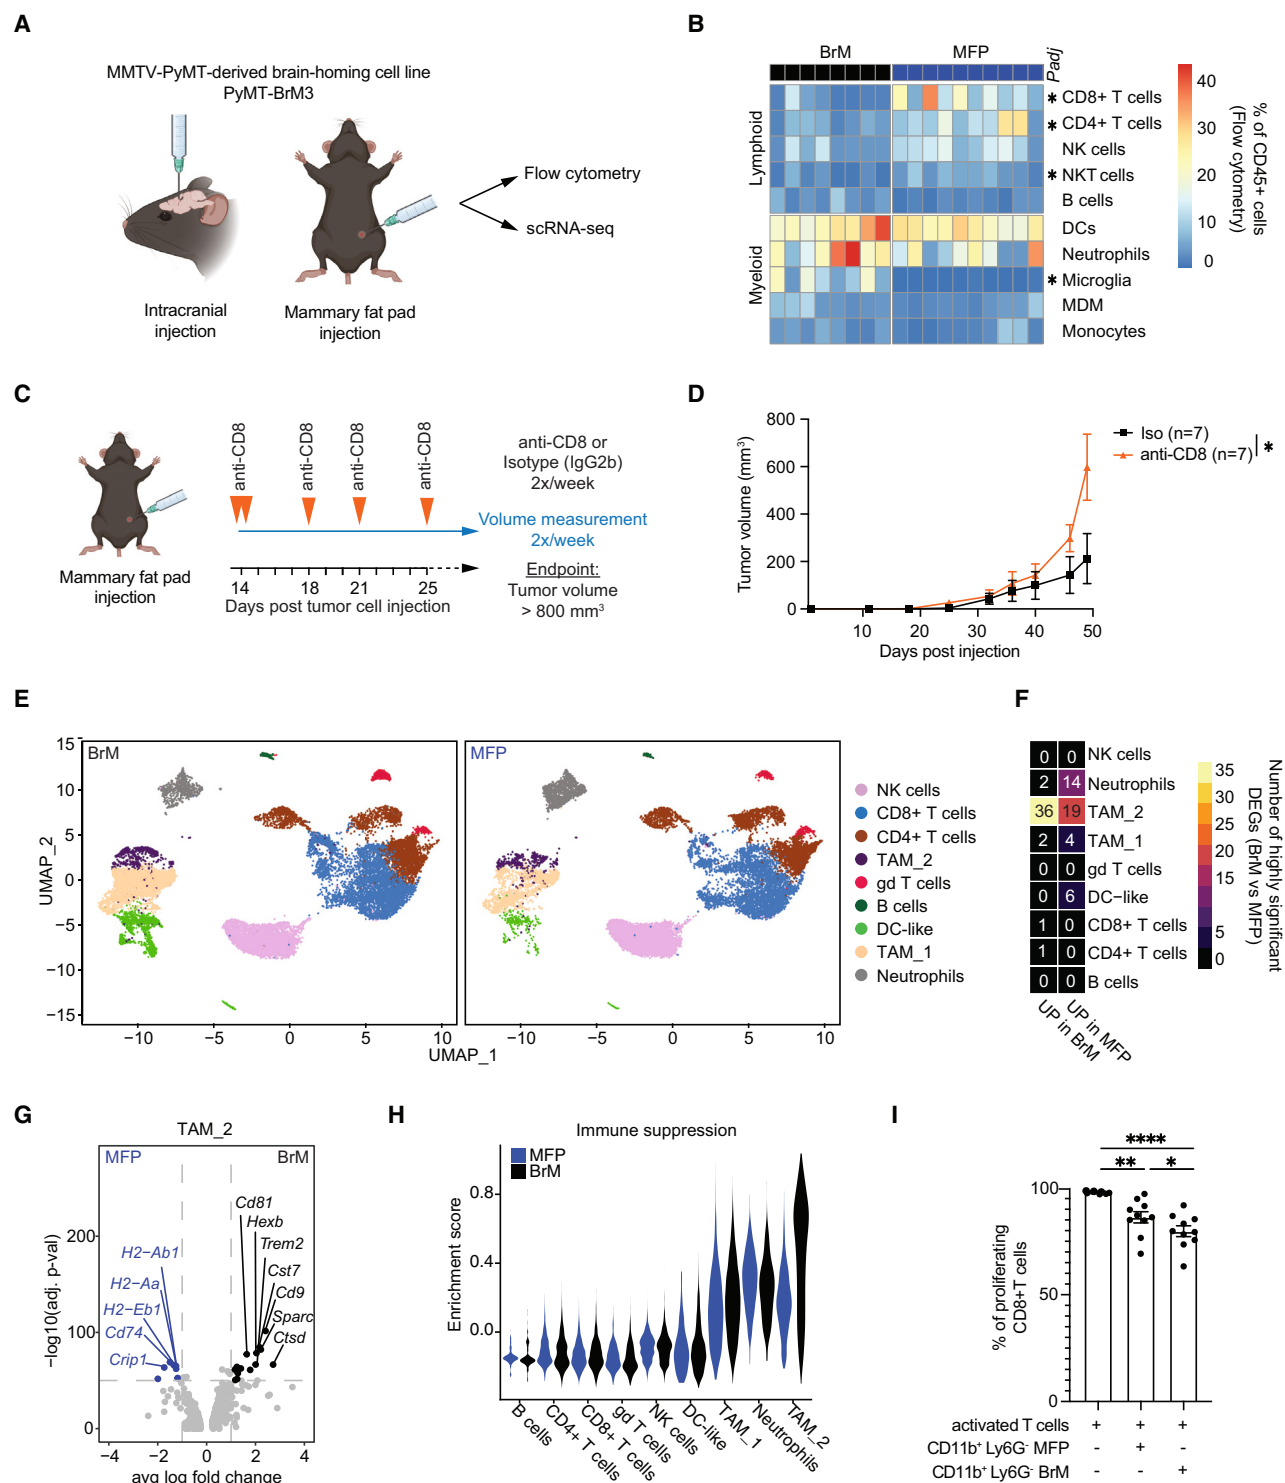 A
MMTV-PyMT-derived brain-homing cell line
PyMT-BrM3
Flow cytometry
scRNA-seq
Intracranial
injection
Mammary fat pad
injection
B
BrM
MFP
Padj
Lymphoid
Myeloid
* CD8+ T cells
* CD4+ T cells
NK cells
* NKT cells
B cells
DCs
Neutrophils
* Microglia
MDM
Monocytes
40
30
20
10
0
% of CD45+ cells
(Flow cytometry)
C
anti-CD8
anti-CD8
anti-CD8
anti-CD8
anti-CD8 or
Isotype (IgG2b)
2x/week
Volume measurement
2x/week
Endpoint:
Tumor volume
> 800 mm³
Mammary fat pad
injection
14
18
21
25
Days post tumor cell injection
D
Tumor volume (mm³)
800
600
400
200
0
10
20
30
40
50
Days post injection
Iso (n=7)
anti-CD8 (n=7)
*
E
BrM
MFP
UMAP_2
15
10
5
0
−5
−10
−15
−10
−5
0
5
10
−10
−5
0
5
10
UMAP_1
NK cells
CD8+ T cells
CD4+ T cells
TAM_2
gd T cells
B cells
DC-like
TAM_1
Neutrophils
F
0 0 NK cells
2 14 Neutrophils
36 19 TAM_2
2 4 TAM_1
0 0 gd T cells
0 6 DC−like
1 0 CD8+ T cells
1 0 CD4+ T cells
0 0 B cells
UP in BrM
UP in MFP
35
30
25
20
15
5
0
Number of highly significant
DEGs (BrM vs MFP)
G
TAM_2
MFP
BrM
−log10(adj. p-val)
200
100
0
−4
−2
0
2
4
avg log fold change
H2−Ab1
H2−Aa
H2−Eb1
Cd74
Crip1
Cd81
Hexb
Trem2
Cst7
Cd9
Sparc
Ctsd
H
Immune suppression
MFP
BrM
Enrichment score
0.8
0.4
0.0
B cells
CD4+ T cells
CD8+ T cells
gd T cells
NK cells
DC-like
TAM_1
Neutrophils
TAM_2
I
****
** *
% of proliferating
CD8+T cells
100
50
0
activated T cells + + +
CD11b⁺ Ly6G⁻ MFP - + -
CD11b⁺ Ly6G⁻ BrM - - +